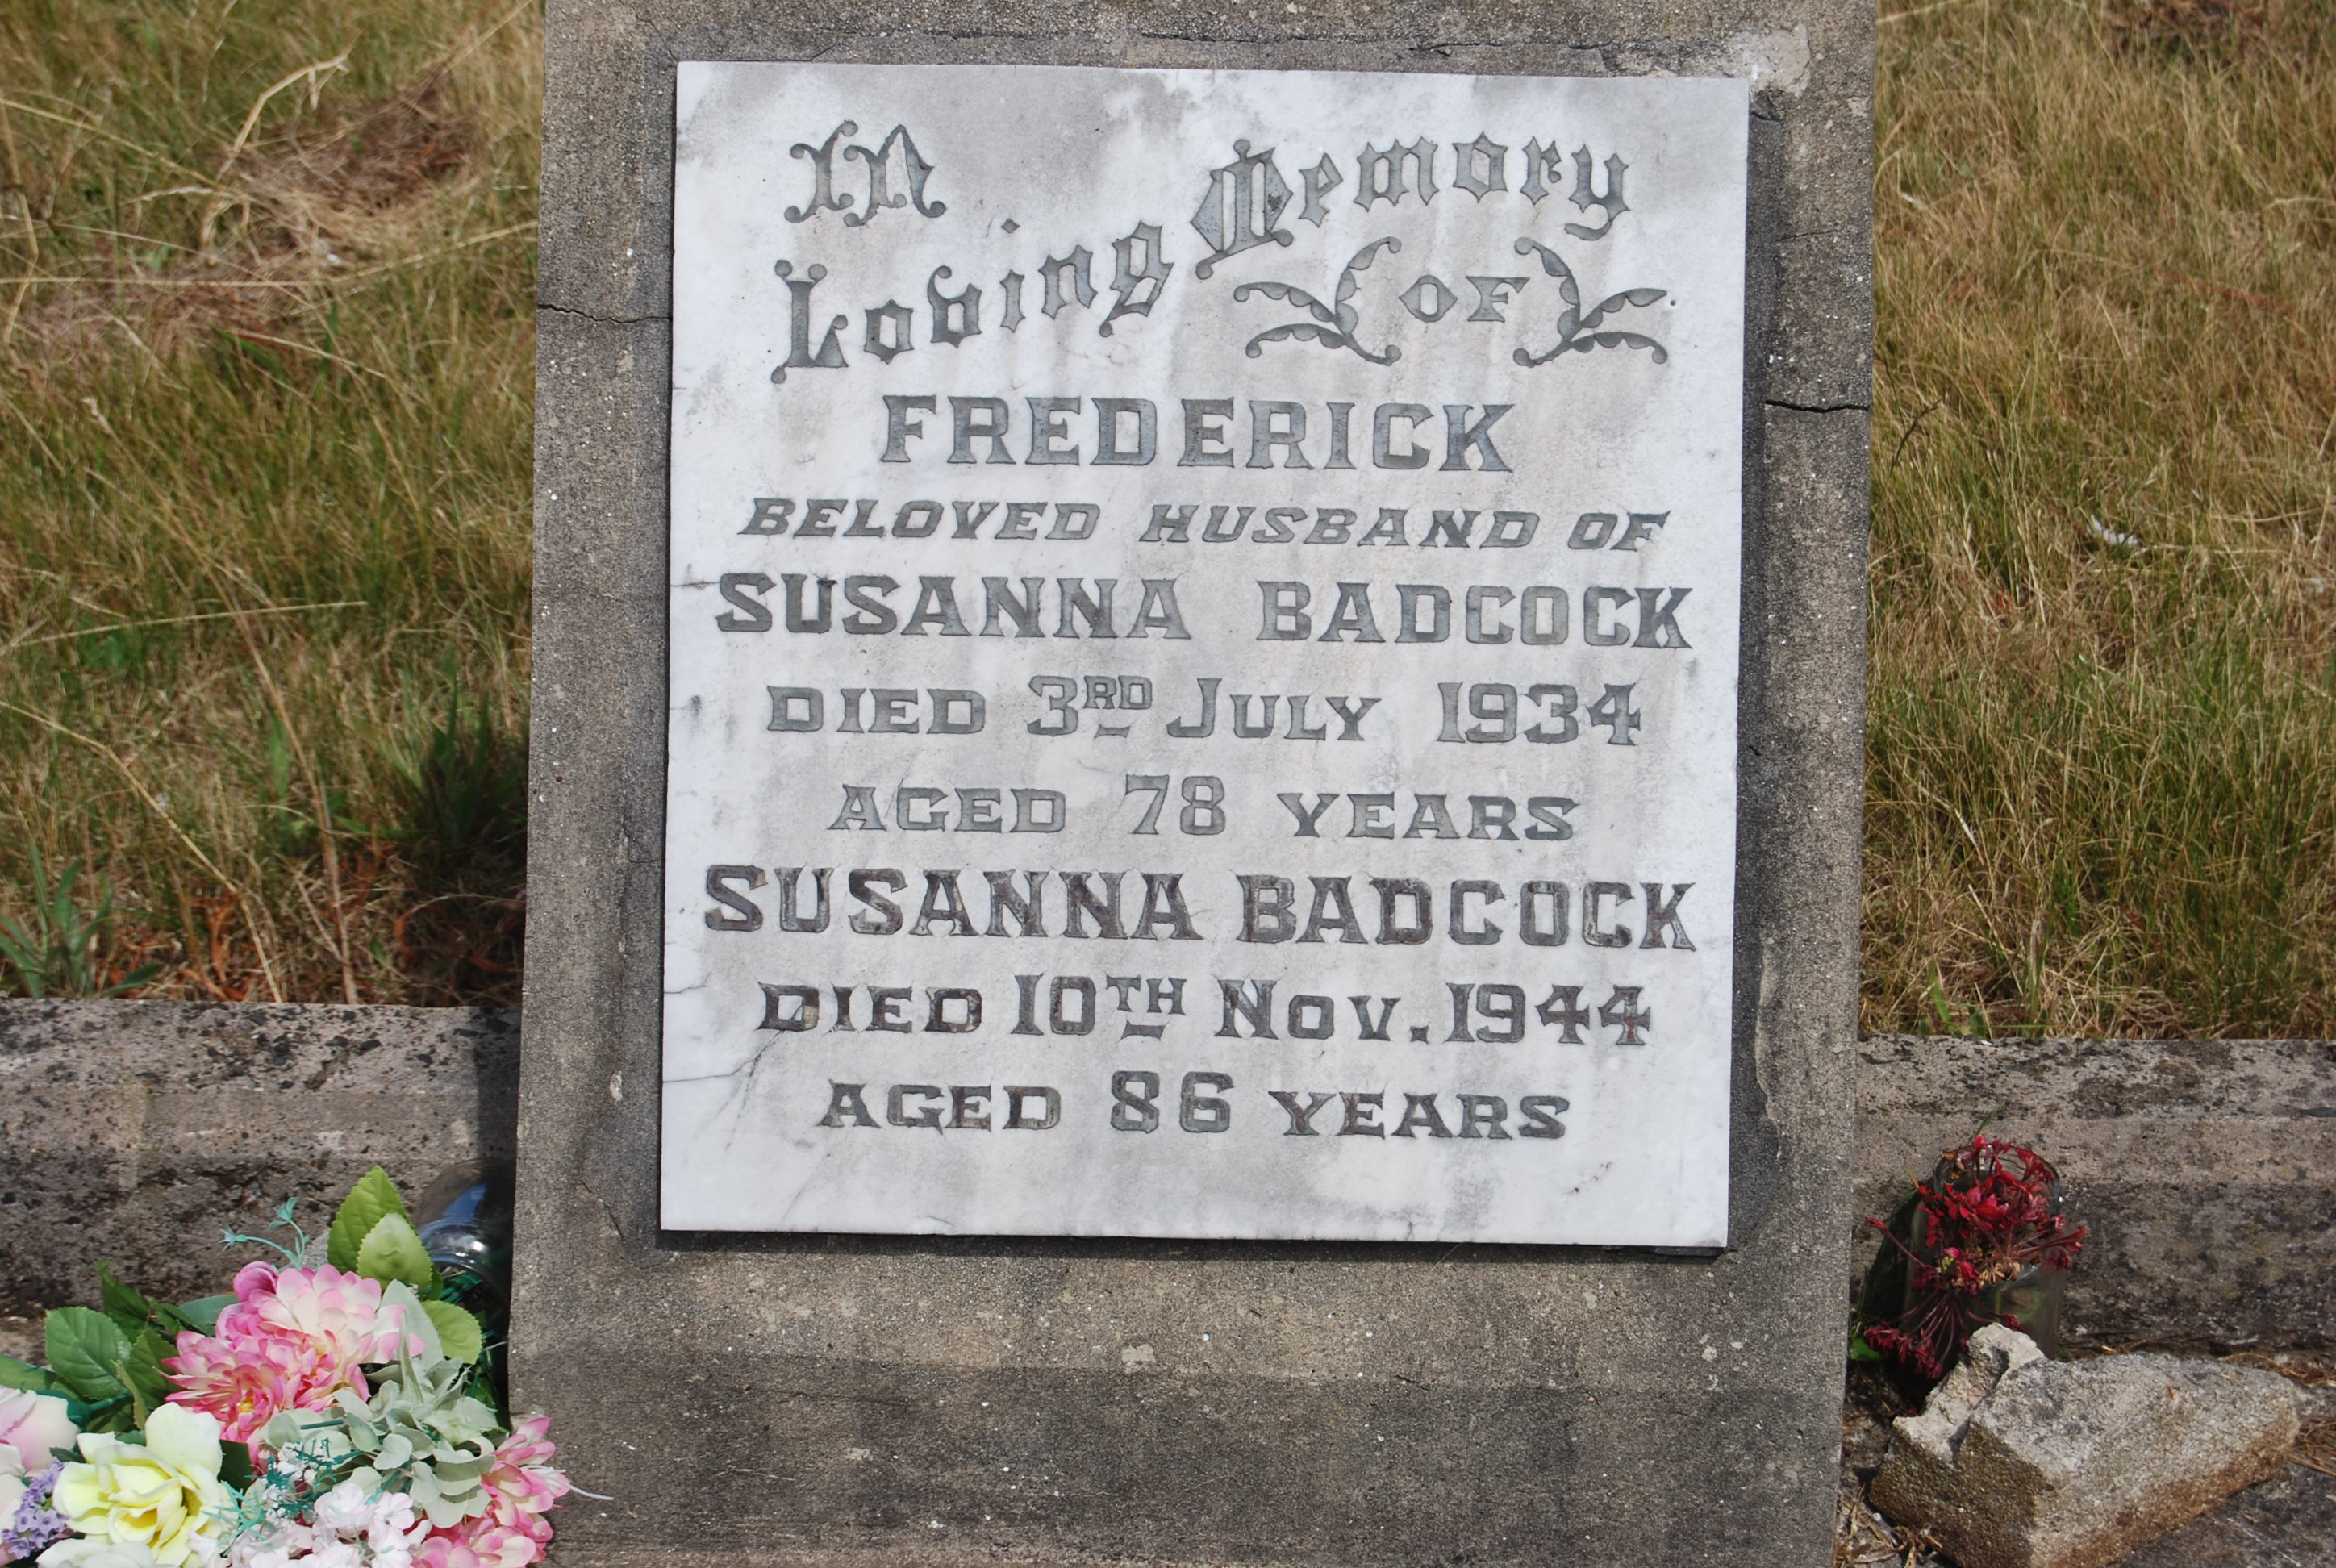 In
Loving Memory
OF
FREDERICK
BELOVED HUSBAND OF
SUSANNA BADCOCK
DIED 3RD JULY 1934
AGED 78 YEARS
SUSANNA BADCOCK
DIED 10TH NOV. 1944
AGED 86 YEARS